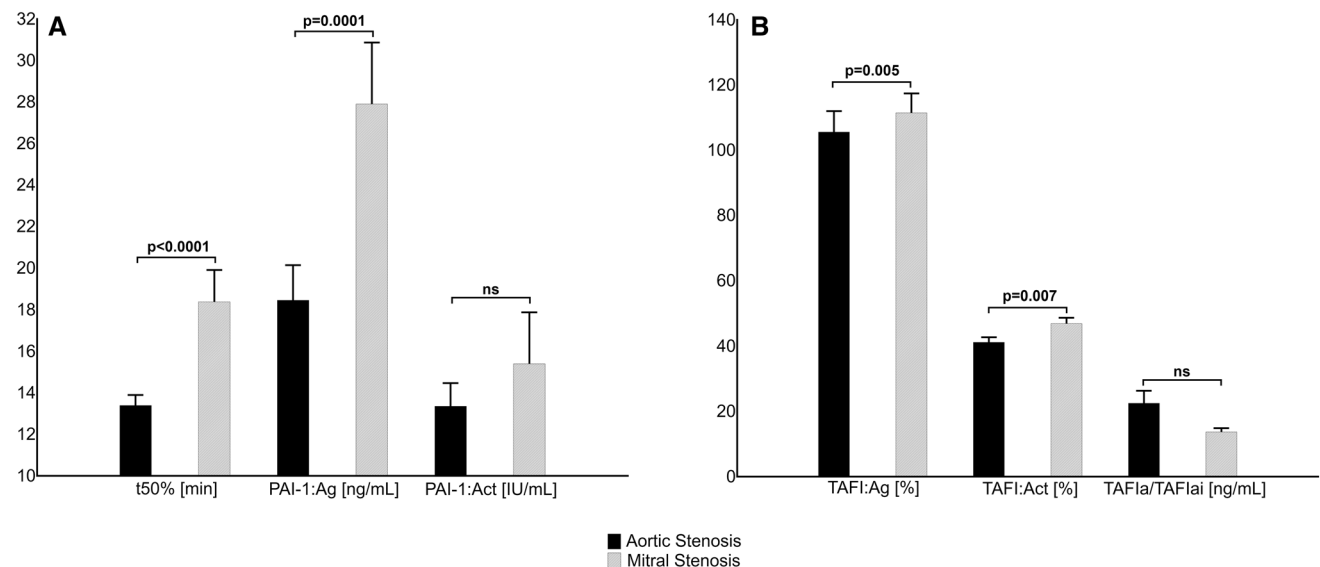 A
32
30
28
26
24
22
20
18
16
14
12
10
p<0.0001
p=0.0001
ns
t50% [min]
PAI-1:Ag [ng/mL]
PAI-1:Act [IU/mL]
B
140
120
100
80
60
40
20
0
p=0.005
p=0.007
ns
TAFI:Ag [%]
TAFI:Act [%]
TAFIa/TAFIai [ng/mL]
Aortic Stenosis
Mitral Stenosis